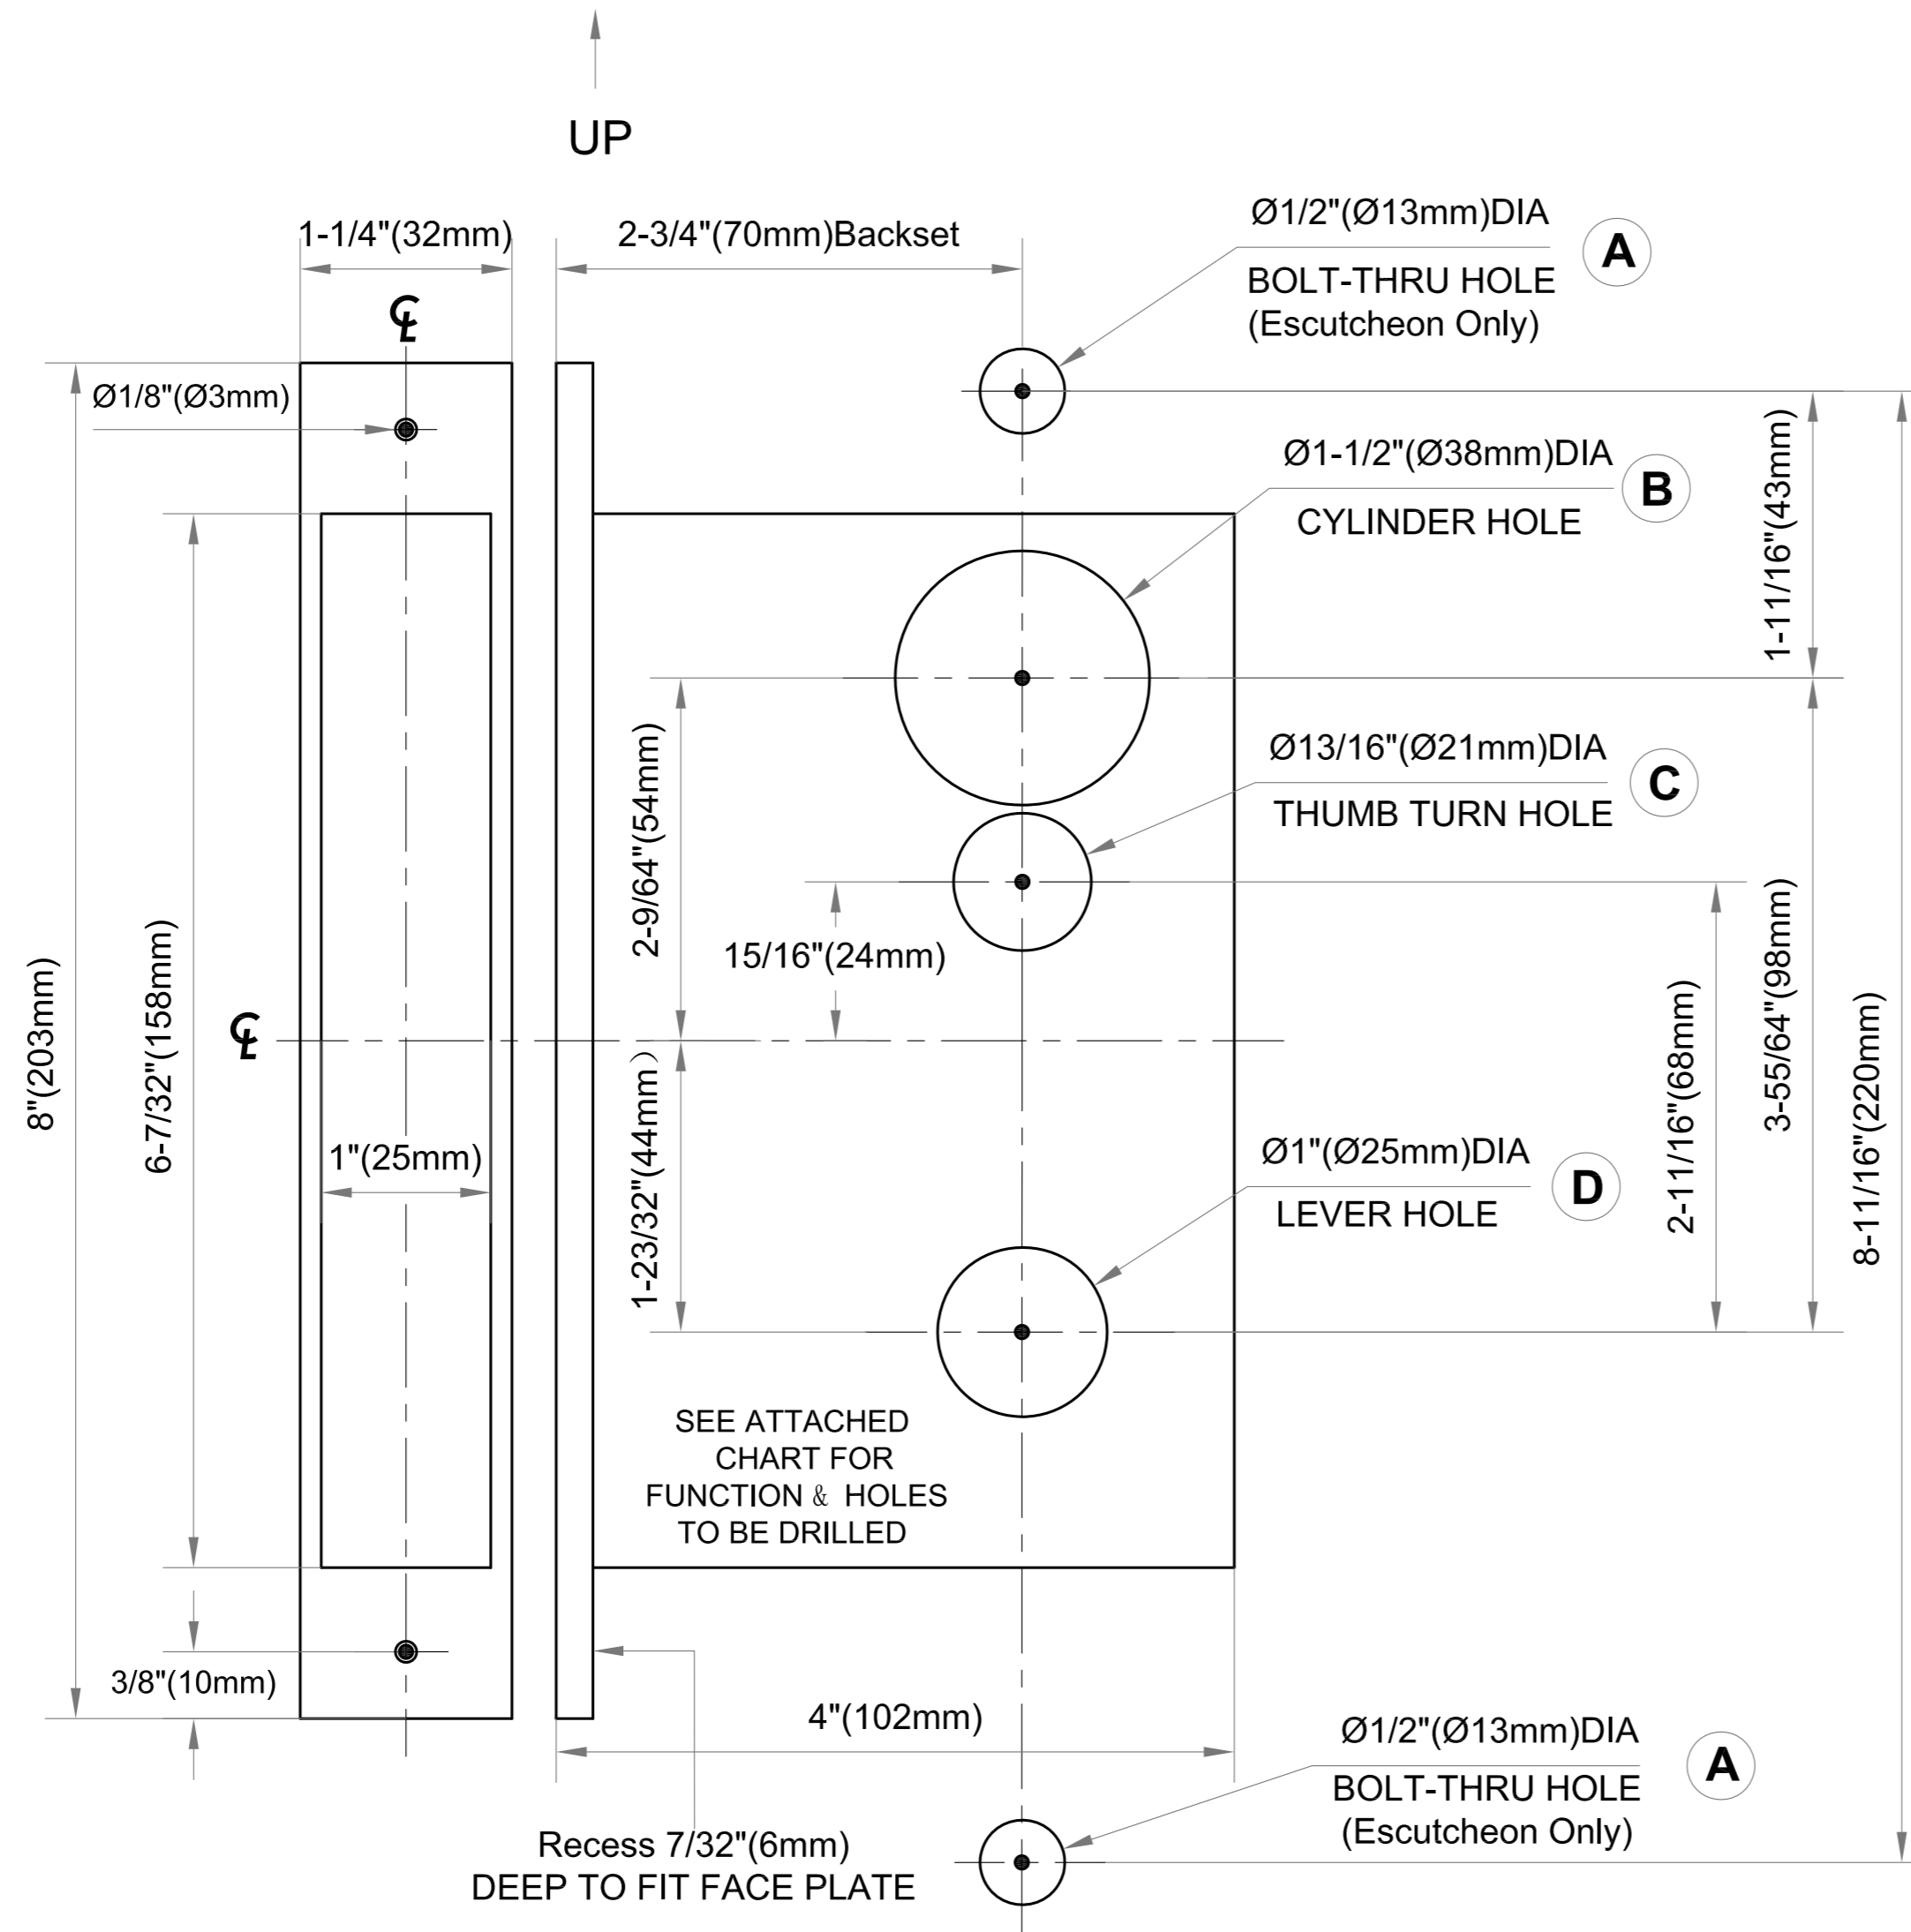 UP
1-1/4"(32mm)
2-3/4"(70mm)Backset
Ø1/2"(Ø13mm)DIA
BOLT-THRU HOLE
(Escutcheon Only)
A
℄
Ø1/8"(Ø3mm)
Ø1-1/2"(Ø38mm)DIA
CYLINDER HOLE
B
1-11/16"(43mm)
Ø13/16"(Ø21mm)DIA
THUMB TURN HOLE
C
2-9/64"(54mm)
15/16"(24mm)
8"(203mm)
6-7/32"(158mm)
℄
1"(25mm)
1-23/32"(44mm）
Ø1"(Ø25mm)DIA
LEVER HOLE
D
2-11/16"(68mm)
3-55/64"(98mm)
8-11/16"(220mm)
SEE ATTACHED
CHART FOR
FUNCTION & HOLES
TO BE DRILLED
3/8"(10mm)
4"(102mm)
Ø1/2"(Ø13mm)DIA
BOLT-THRU HOLE
(Escutcheon Only)
A
Recess 7/32"(6mm)
DEEP TO FIT FACE PLATE